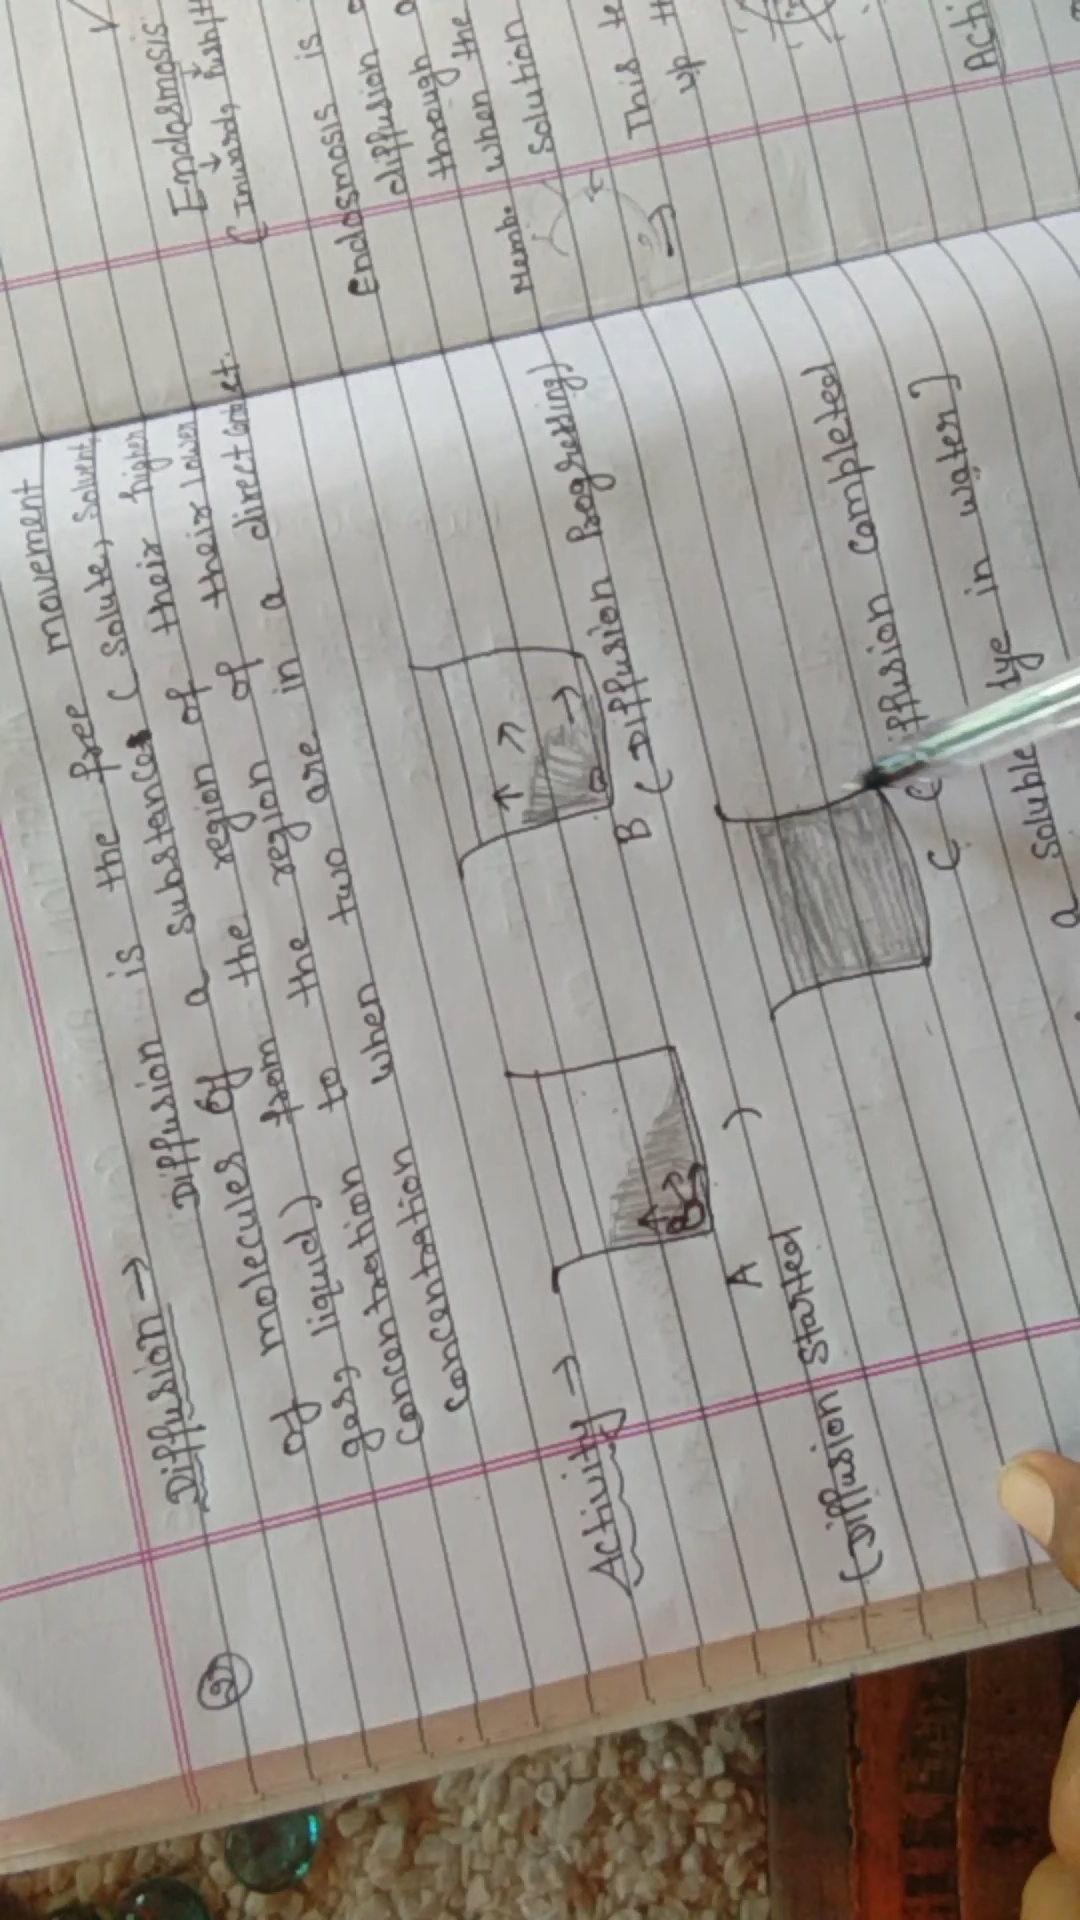 2) Diffusion →
Diffusion is the free movement
of molecules of a substances (Solute, Solvent,
gas, liquid) from the region of their higher
concentration to the region of their lower
concentration when two are in a direct contact.
Activity →
A
B (Diffusion Progressing)
(Diffusion Started)
C (Diffusion completed
a Soluble dye in water]
Endosmosis
(Inward)
Endosmosis is
diffusion
through
Memb. when the
Solution
This
up
Acti